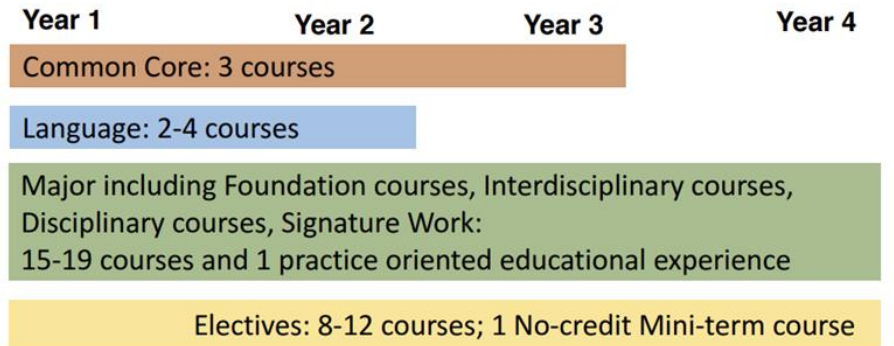 Year 1 Year 2 Year 3 Year 4
Common Core: 3 courses
Language: 2-4 courses
Major including Foundation courses, Interdisciplinary courses,
Disciplinary courses, Signature Work:
15-19 courses and 1 practice oriented educational experience
Electives: 8-12 courses; 1 No-credit Mini-term course